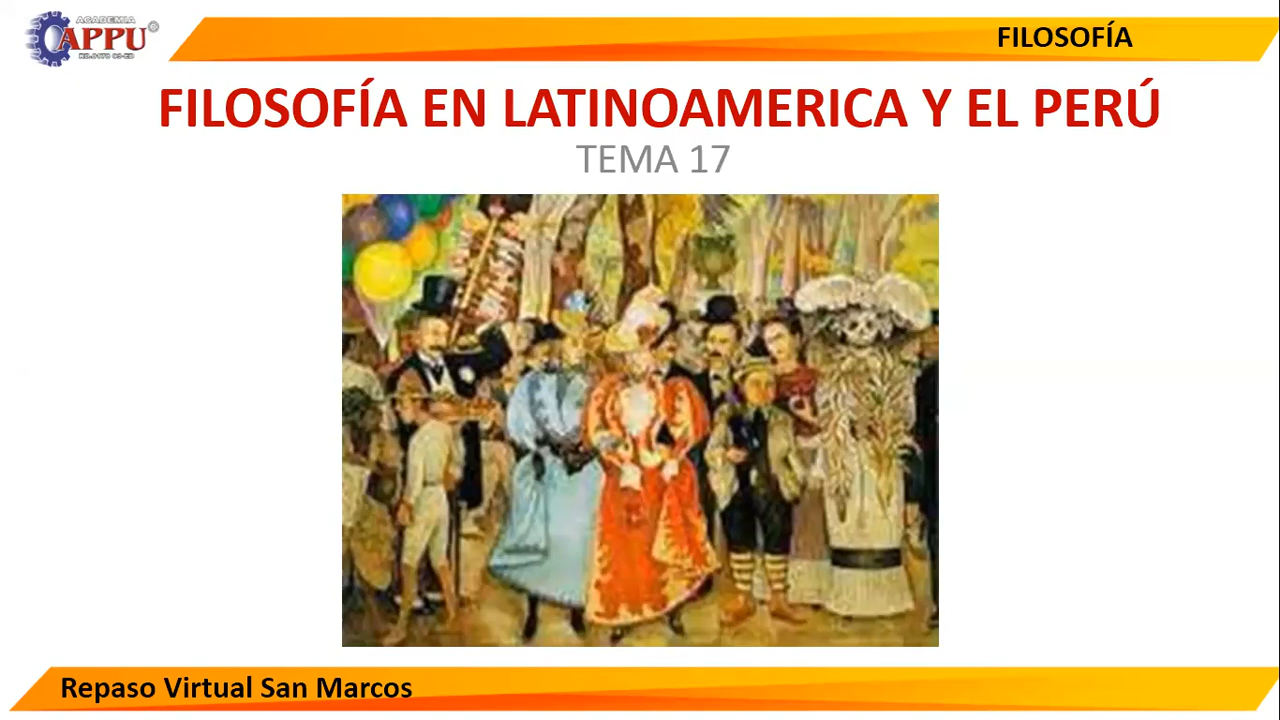 ACADEMIA
APPU
FILOSOFÍA
FILOSOFÍA EN LATINOAMERICA Y EL PERÚ
TEMA 17
Repaso Virtual San Marcos